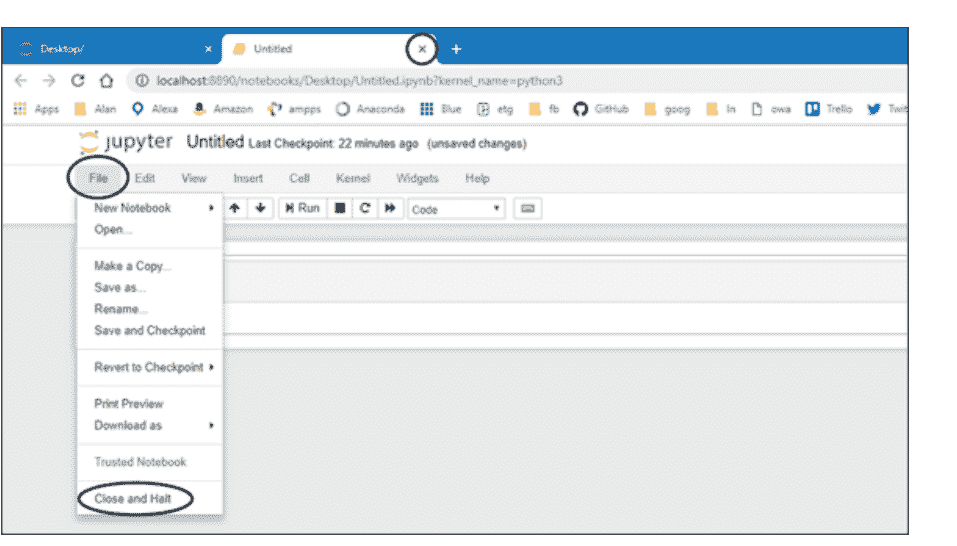 Desktop/ × Untitled × +
localhost:8890/notebooks/Desktop/Untitled.ipynb?kernel_name=python3
Apps Alan Alexa Amazon ampps Anaconda Blue etg fb GitHub goog In owa Trello Twit
jupyter Untitled Last Checkpoint: 22 minutes ago (unsaved changes)
File Edit View Insert Cell Kernel Widgets Help
New Notebook Run Code
Open...
Make a Copy...
Save as...
Rename...
Save and Checkpoint
Revert to Checkpoint
Print Preview
Download as
Trusted Notebook
Close and Halt